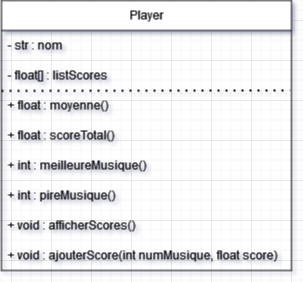 Player
- str : nom
- float[] : listScores
+ float : moyenne()
+ float : scoreTotal()
+ int : meilleureMusique()
+ int : pireMusique()
+ void : afficherScores()
+ void : ajouterScore(int numMusique, float score)